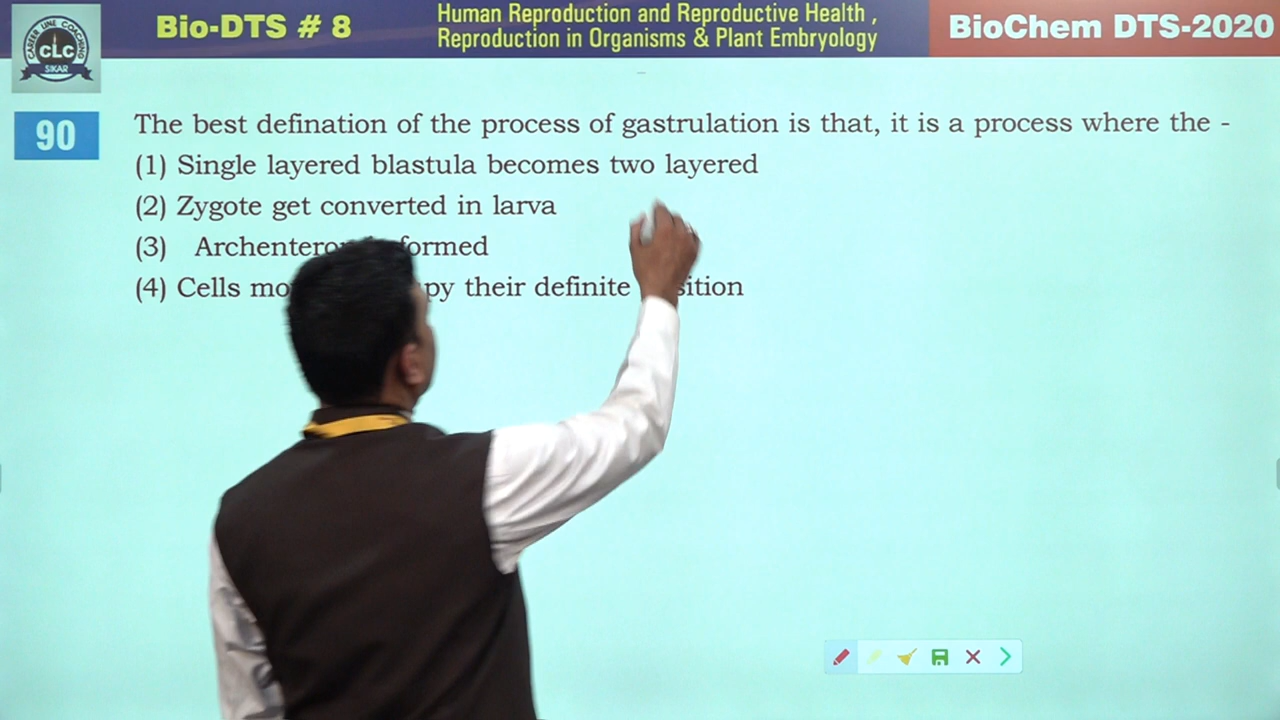 CAREER LINE COACHING
CLC
SIKAR
Bio-DTS # 8
Human Reproduction and Reproductive Health ,
Reproduction in Organisms & Plant Embryology
BioChem DTS-2020
90
The best defination of the process of gastrulation is that, it is a process where the -
(1) Single layered blastula becomes two layered
(2) Zygote get converted in larva
(3) Archenteron formed
(4) Cells their definite